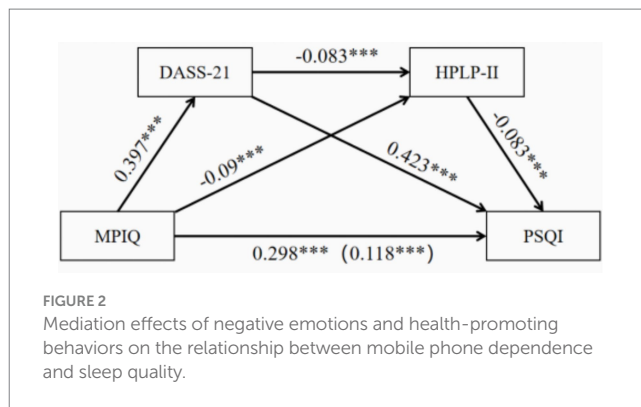 -0.083***
DASS-21
HPLP-II
0.397***
-0.09***
0.423***
-0.083***
MPIQ
PSQI
0.298*** (0.118***)
FIGURE 2
Mediation effects of negative emotions and health-promoting
behaviors on the relationship between mobile phone dependence
and sleep quality.